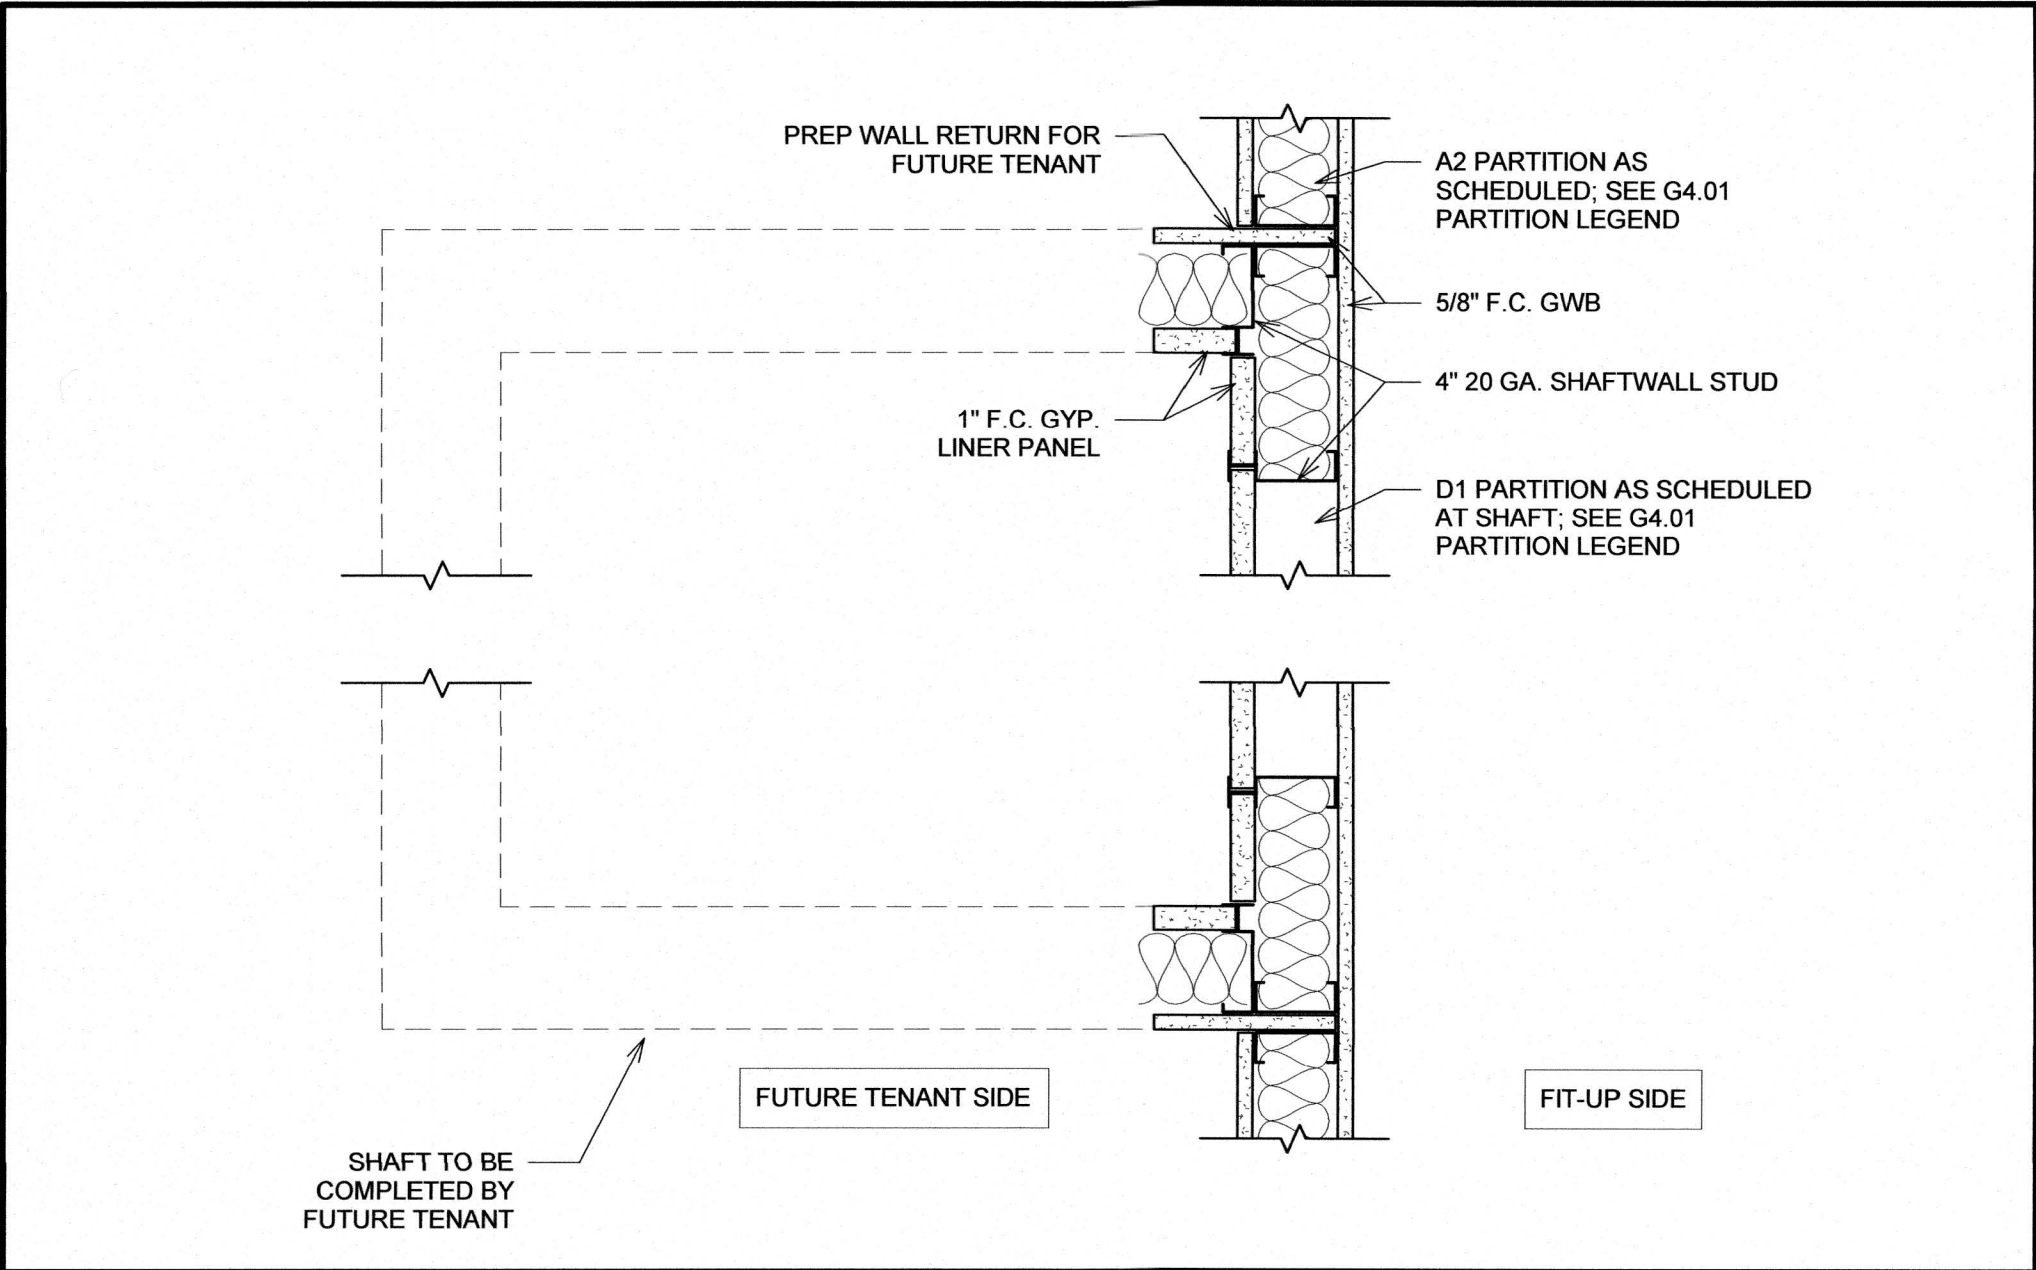 PREP WALL RETURN FOR
FUTURE TENANT
A2 PARTITION AS
SCHEDULED; SEE G4.01
PARTITION LEGEND
5/8" F.C. GWB
4" 20 GA. SHAFTWALL STUD
1" F.C. GYP.
LINER PANEL
D1 PARTITION AS SCHEDULED
AT SHAFT; SEE G4.01
PARTITION LEGEND
FUTURE TENANT SIDE
FIT-UP SIDE
SHAFT TO BE
COMPLETED BY
FUTURE TENANT